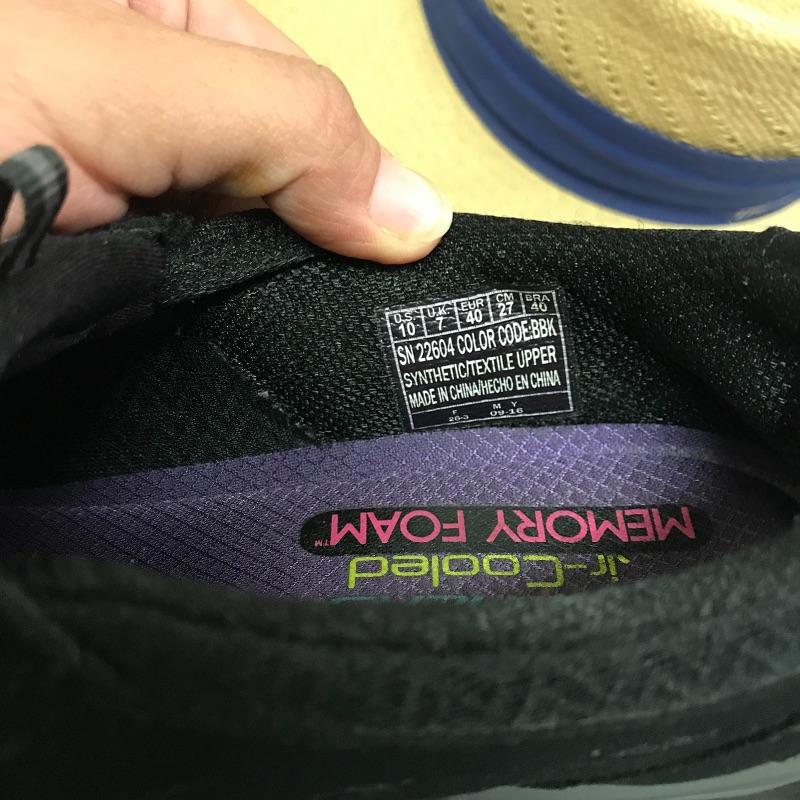 U.S. U.K. EUR CM BRA
10 7 40 27 40
SN 22604 COLOR CODE:BBK
SYNTHETIC/TEXTILE UPPER
MADE IN CHINA/HECHO EN CHINA
F M Y
26-3 09-16
MEMORY FOAM™
Air-Cooled